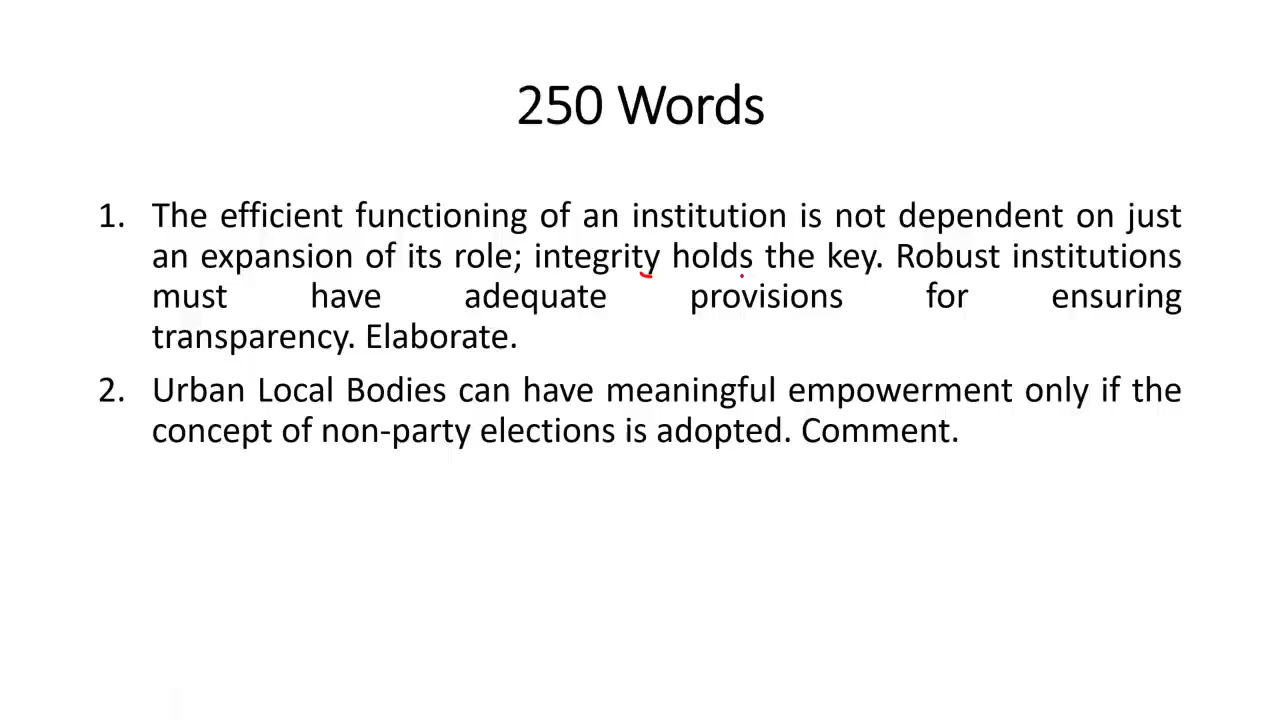 250 Words
1. The efficient functioning of an institution is not dependent on just
an expansion of its role; integrity holds the key. Robust institutions
must have adequate provisions for ensuring
transparency. Elaborate.
2. Urban Local Bodies can have meaningful empowerment only if the
concept of non-party elections is adopted. Comment.